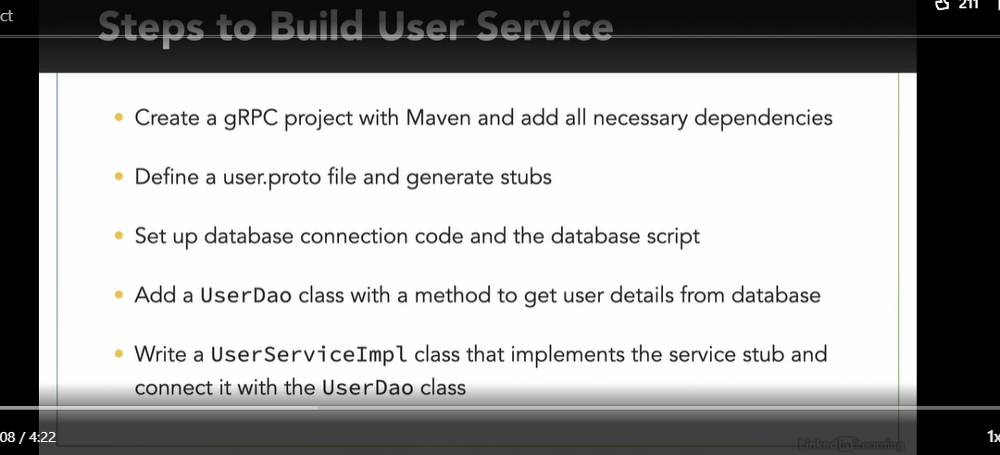 ct
211
Steps to Build User Service
Create a gRPC project with Maven and add all necessary dependencies
Define a user.proto file and generate stubs
Set up database connection code and the database script
Add a UserDao class with a method to get user details from database
Write a UserServiceImpl class that implements the service stub and
connect it with the UserDao class
08 / 4:22
1x
LinkedIn Learning